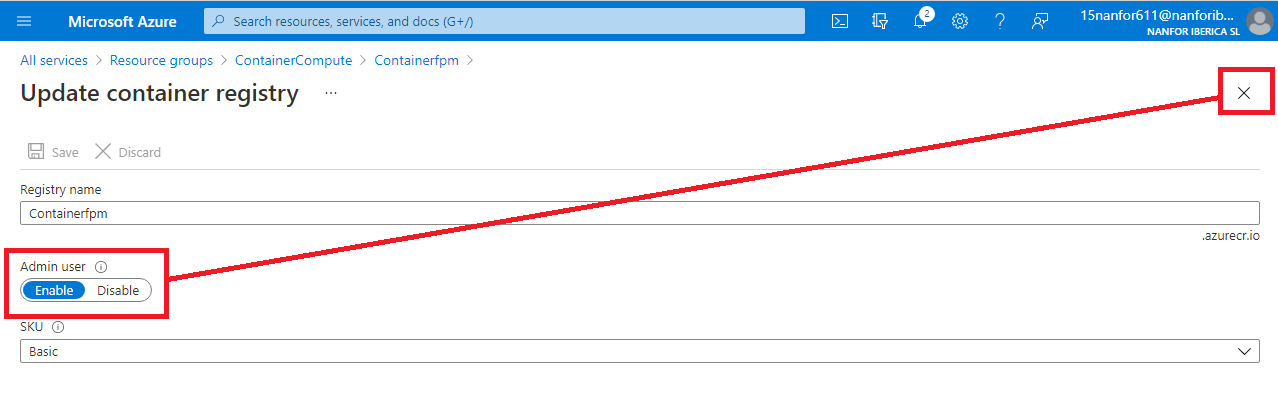 Microsoft Azure
Search resources, services, and docs (G+/)
2
15nanfor611@nanforib...
NANFOR IBERICA SL
All services > Resource groups > ContainerCompute > Containerfpm >
Update container registry ...
Save Discard
Registry name
Containerfpm
.azurecr.io
Admin user
Enable Disable
SKU
Basic